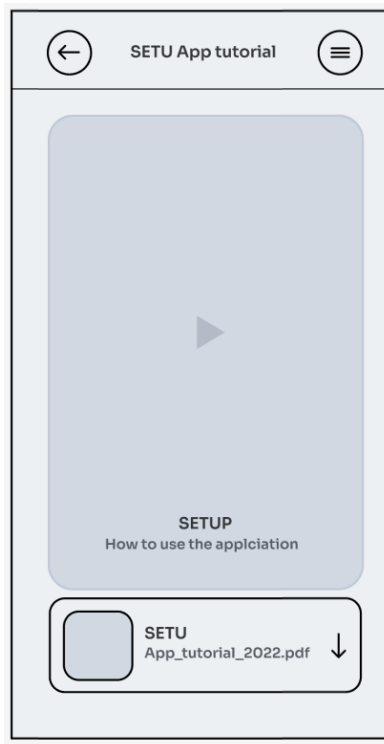 SETU App tutorial
SETUP
How to use the applciation
SETU
App_tutorial_2022.pdf